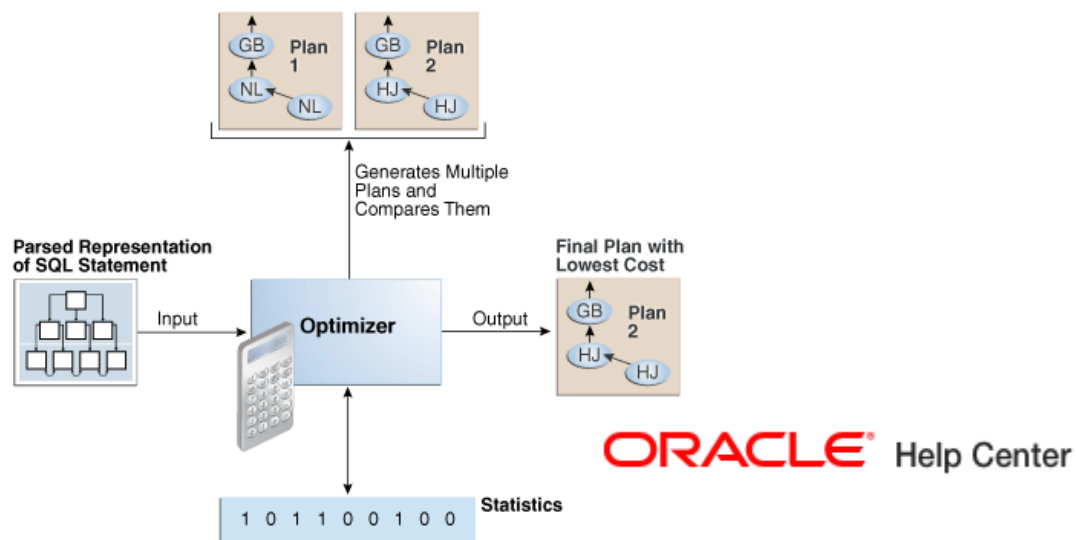 GB
Plan
1
NL
NL
GB
Plan
2
HJ
HJ
Generates Multiple
Plans and
Compares Them
Parsed Representation
of SQL Statement
Input
Optimizer
Output
Final Plan with
Lowest Cost
GB
Plan
2
HJ
HJ
ORACLE® Help Center
Statistics
1 0 1 1 0 0 1 0 0